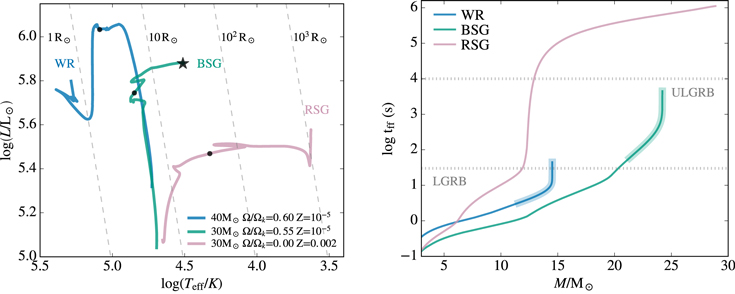 1 R⊙ 10 R⊙ 10² R⊙ 10³ R⊙
WR
BSG
RSG
40M⊙ Ω/Ωₖ=0.60 Z=10⁻⁵
30M⊙ Ω/Ωₖ=0.55 Z=10⁻⁵
30M⊙ Ω/Ωₖ=0.00 Z=0.002
6.0
5.8
5.6
5.4
5.2
5.0
log(L/L⊙)
5.5 5.0 4.5 4.0 3.5
log(Teff/K)
WR
BSG
RSG
ULGRB
LGRB
6
5
4
3
2
1
0
−1
log tff (s)
5 10 15 20 25 30
M/M⊙